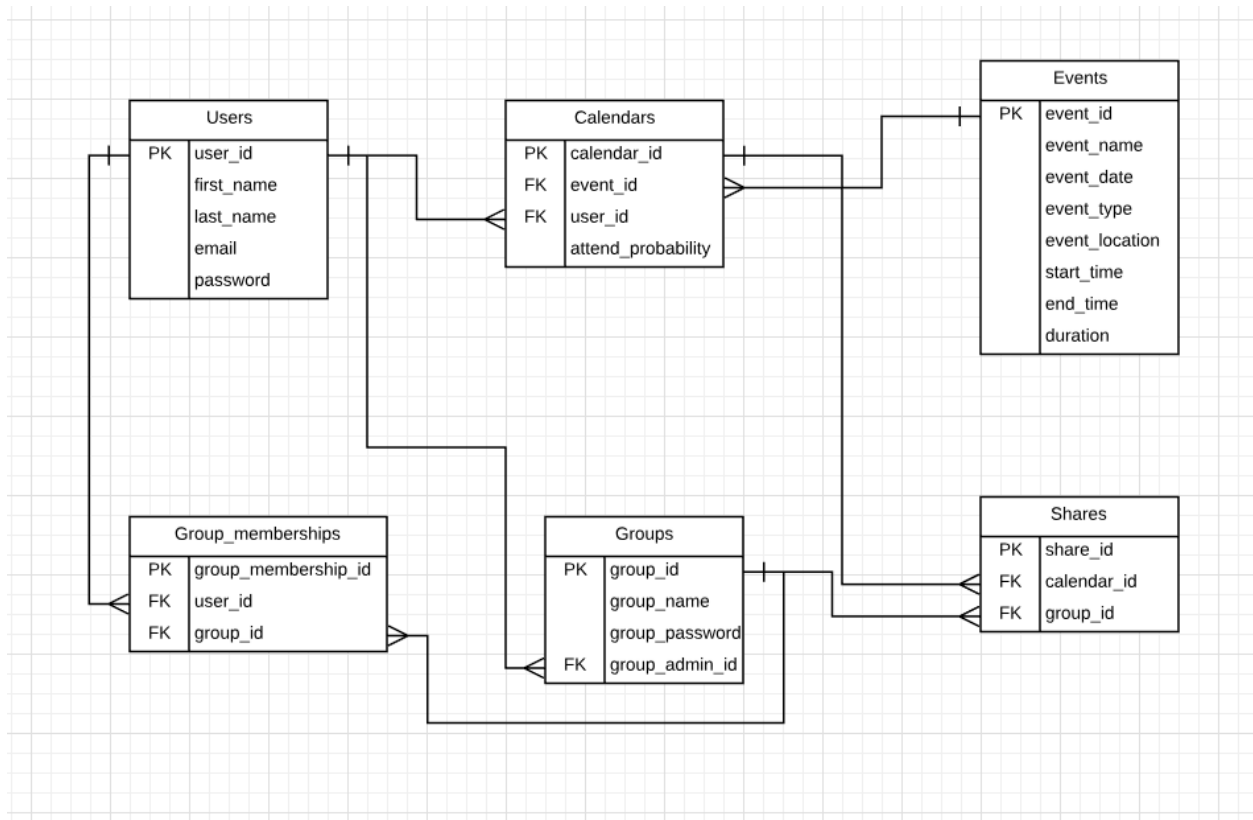 Users
PK user_id
first_name
last_name
email
password
Calendars
PK calendar_id
FK event_id
FK user_id
attend_probability
Events
PK event_id
event_name
event_date
event_type
event_location
start_time
end_time
duration
Group_memberships
PK group_membership_id
FK user_id
FK group_id
Groups
PK group_id
group_name
group_password
FK group_admin_id
Shares
PK share_id
FK calendar_id
FK group_id